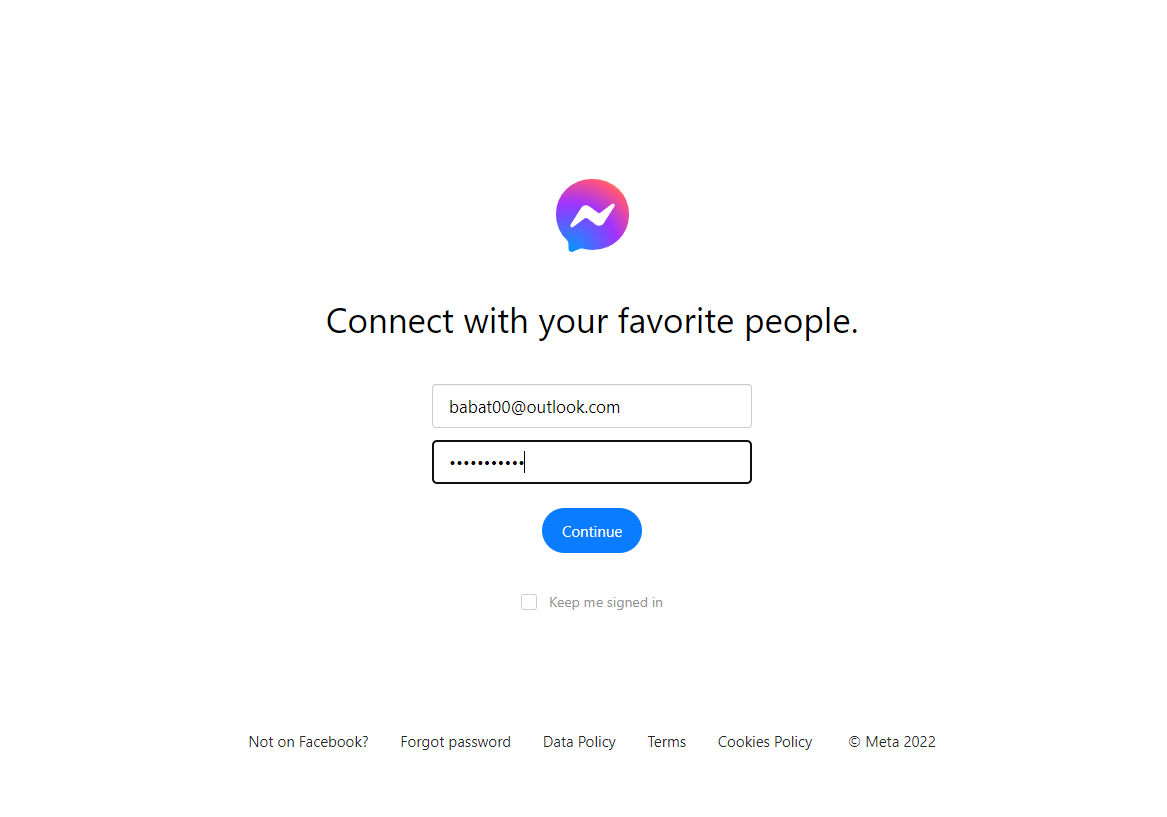 Connect with your favorite people.
babat00@outlook.com
•••••••••••
Continue
Keep me signed in
Not on Facebook? Forgot password Data Policy Terms Cookies Policy © Meta 2022